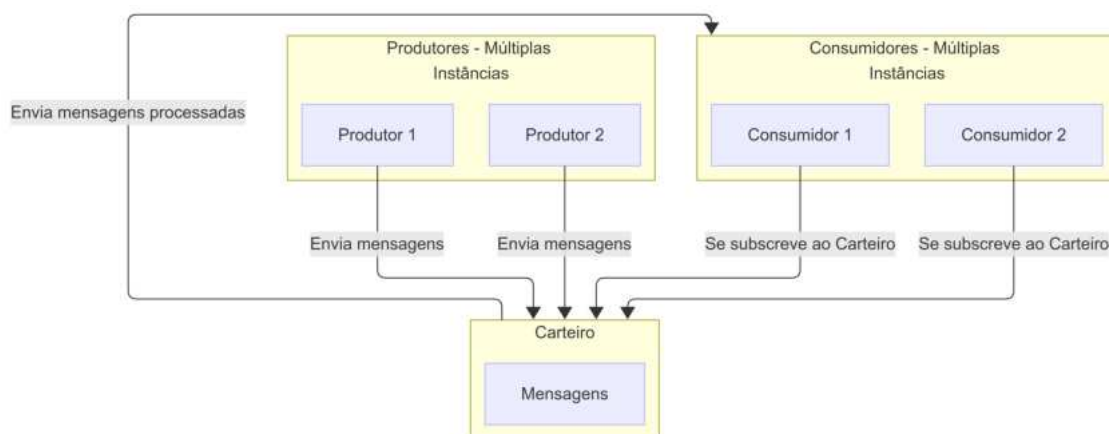 Produtores - Múltiplas
Instâncias
Consumidores - Múltiplas
Instâncias
Envia mensagens processadas
Produtor 1
Produtor 2
Consumidor 1
Consumidor 2
Envia mensagens
Envia mensagens
Se subscreve ao Carteiro
Se subscreve ao Carteiro
Carteiro
Mensagens